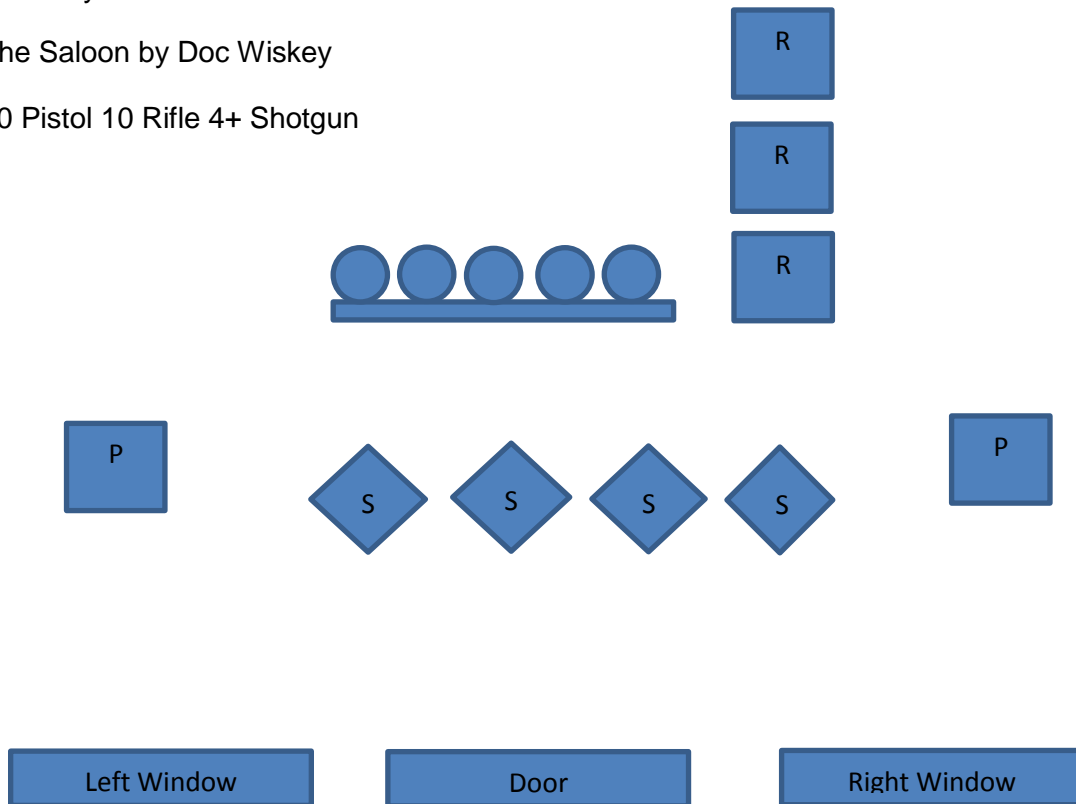 R
he Saloon by Doc Wiskey
0 Pistol 10 Rifle 4+ Shotgun
R
R
P
P
S S S S
Left Window Door Right Window